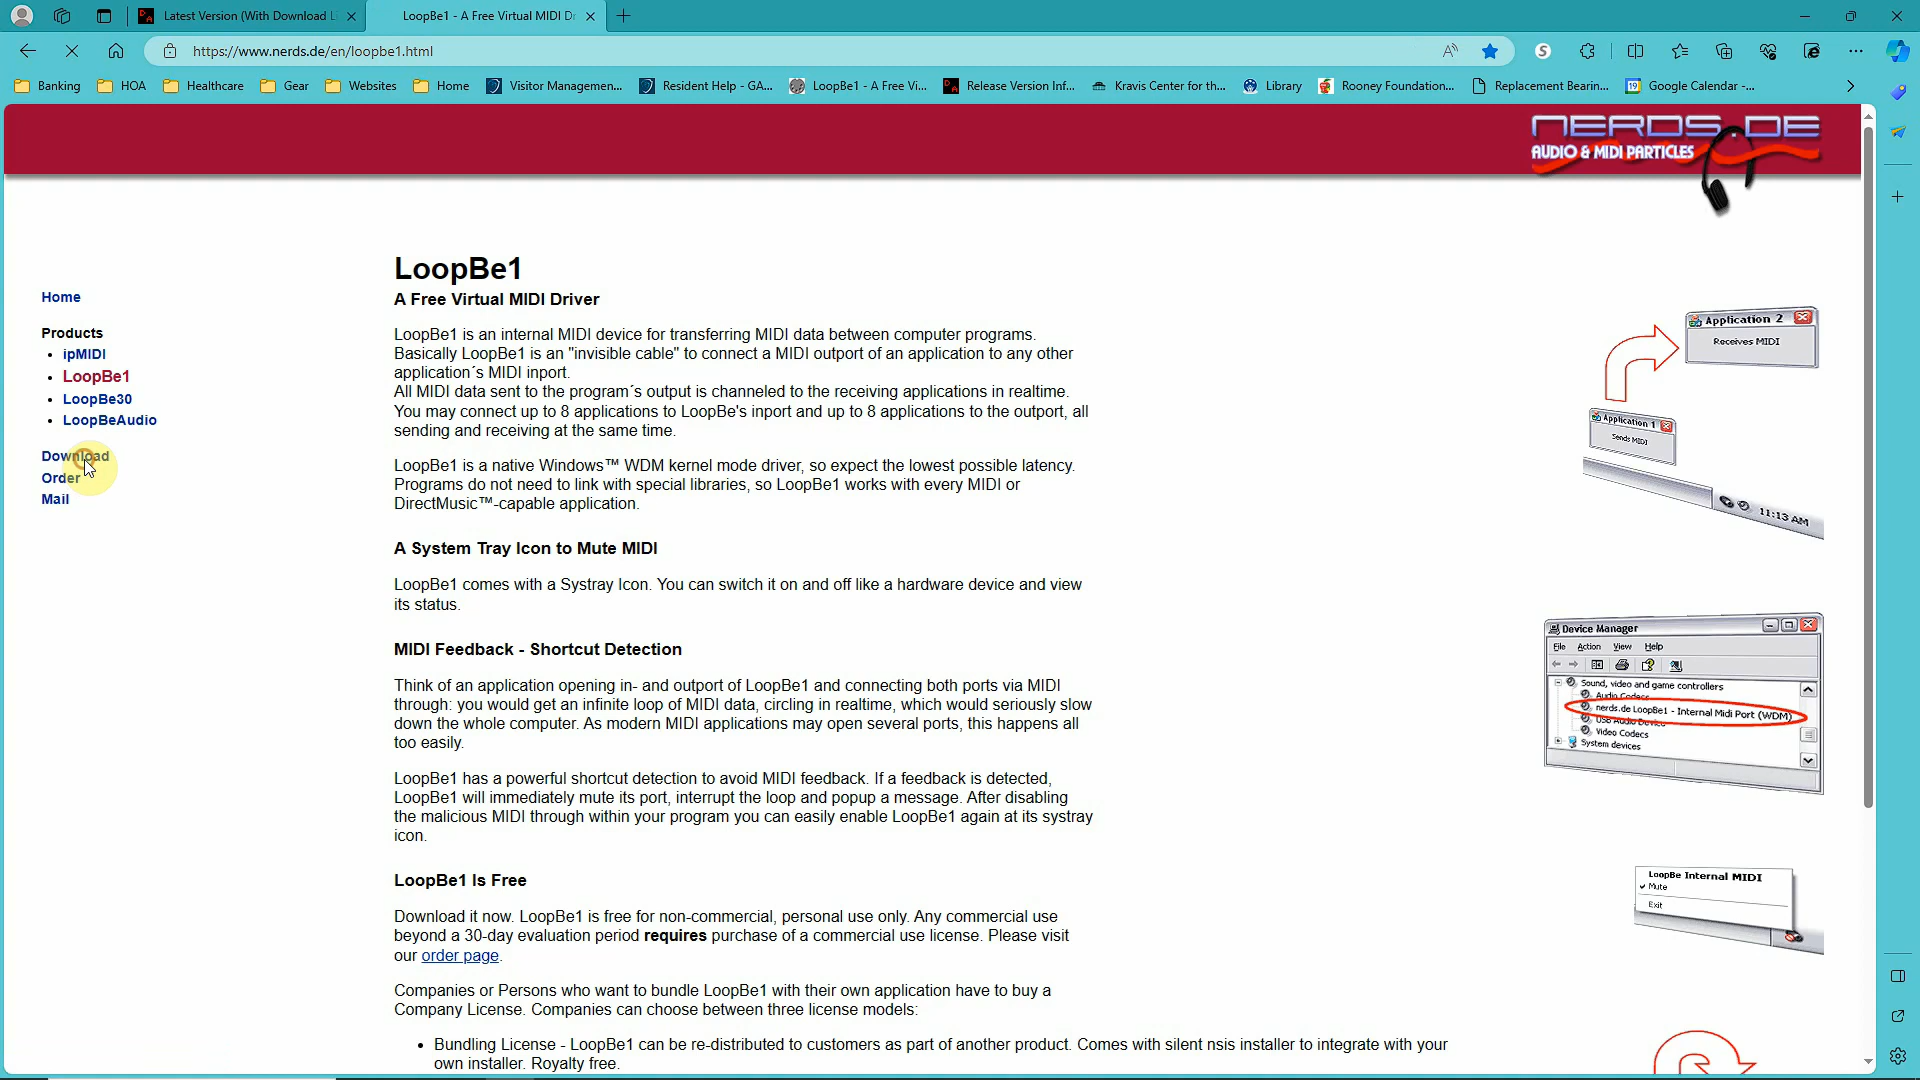 Latest Version (With Download L
LoopBe1 - A Free Virtual MIDI Dr
https://www.nerds.de/en/loopbe1.html
Banking
HOA
Healthcare
Gear
Websites
Home
Visitor Managemen...
Resident Help - GA...
LoopBe1 - A Free Vi...
Release Version Inf...
Kravis Center for th...
Library
Rooney Foundation...
Replacement Bearin...
19
Google Calendar -...
NERDS.DE
AUDIO & MIDI PARTICLES
Home
Products
• ipMIDI
• LoopBe1
• LoopBe30
• LoopBeAudio
Download
Order
Mail
LoopBe1
A Free Virtual MIDI Driver
LoopBe1 is an internal MIDI device for transferring MIDI data between computer programs.
Basically LoopBe1 is an "invisible cable" to connect a MIDI outport of an application to any other
application´s MIDI inport.
All MIDI data sent to the program´s output is channeled to the receiving applications in realtime.
You may connect up to 8 applications to LoopBe's inport and up to 8 applications to the outport, all
sending and receiving at the same time.
LoopBe1 is a native Windows™ WDM kernel mode driver, so expect the lowest possible latency.
Programs do not need to link with special libraries, so LoopBe1 works with every MIDI or
DirectMusic™-capable application.
A System Tray Icon to Mute MIDI
LoopBe1 comes with a Systray Icon. You can switch it on and off like a hardware device and view
its status.
MIDI Feedback - Shortcut Detection
Think of an application opening in- and outport of LoopBe1 and connecting both ports via MIDI
through: you would get an infinite loop of MIDI data, circling in realtime, which would seriously slow
down the whole computer. As modern MIDI applications may open several ports, this happens all
too easily.
LoopBe1 has a powerful shortcut detection to avoid MIDI feedback. If a feedback is detected,
LoopBe1 will immediately mute its port, interrupt the loop and popup a message. After disabling
the malicious MIDI through within your program you can easily enable LoopBe1 again at its systray
icon.
LoopBe1 Is Free
Download it now. LoopBe1 is free for non-commercial, personal use only. Any commercial use
beyond a 30-day evaluation period requires purchase of a commercial use license. Please visit
our order page.
Companies or Persons who want to bundle LoopBe1 with their own application have to buy a
Company License. Companies can choose between three license models:
• Bundling License - LoopBe1 can be re-distributed to customers as part of another product. Comes with silent nsis installer to integrate with your
own installer. Royalty free.
Application 2
Receives MIDI
Application 1
Sends MIDI
11:13 AM
Device Manager
File Action View Help
Sound, video and game controllers
Audio Codecs
nerds.de LoopBe1 - Internal Midi Port (WDM)
USB Audio Device
Video Codecs
System devices
LoopBe Internal MIDI
Mute
Exit